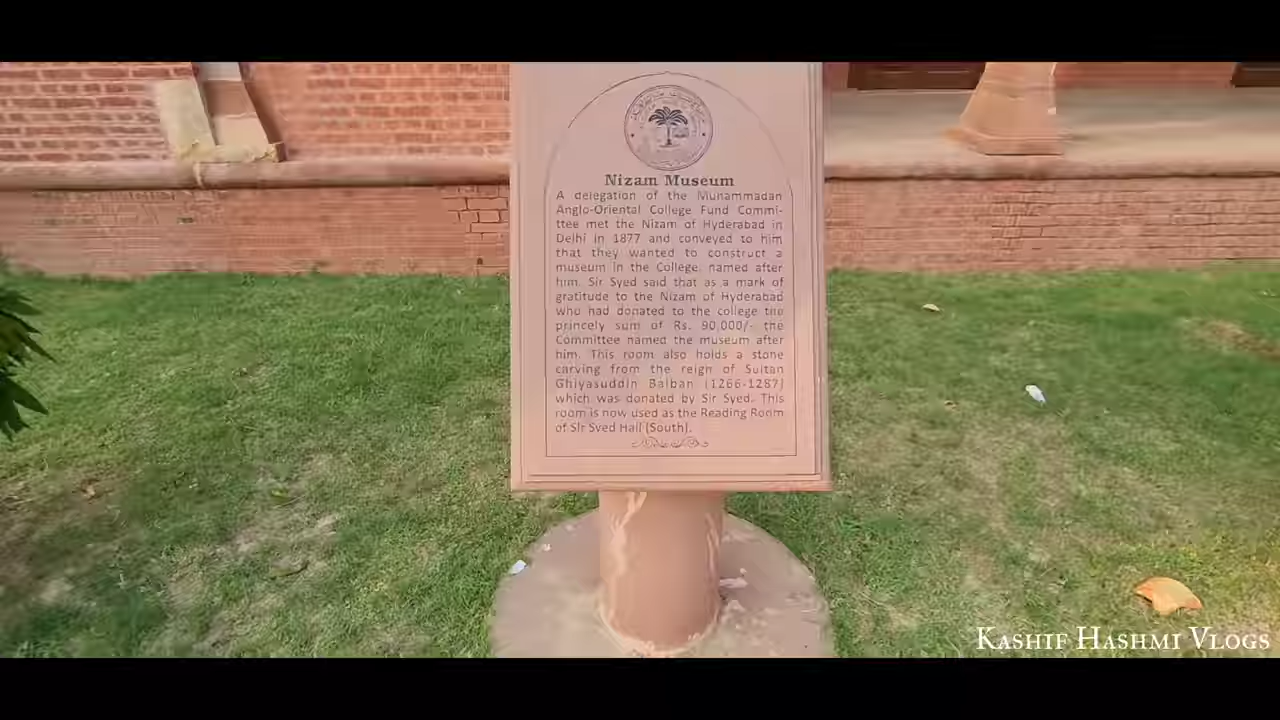 Nizam Museum
A delegation of the Muhammadan
Anglo-Oriental College Fund Commi-
ttee met the Nizam of Hyderabad in
Delhi in 1877 and conveyed to him
that they wanted to construct a
museum in the College, named after
him. Sir Syed said that as a mark of
gratitude to the Nizam of Hyderabad
who had donated to the college the
princely sum of Rs. 90,000/- the
Committee named the museum after
him. This room also holds a stone
carving from the reign of Sultan
Ghiyasuddin Balban (1266-1287)
which was donated by Sir Syed. This
room is now used as the Reading Room
of Sir Syed Hall (South).
Kashif Hashmi Vlogs